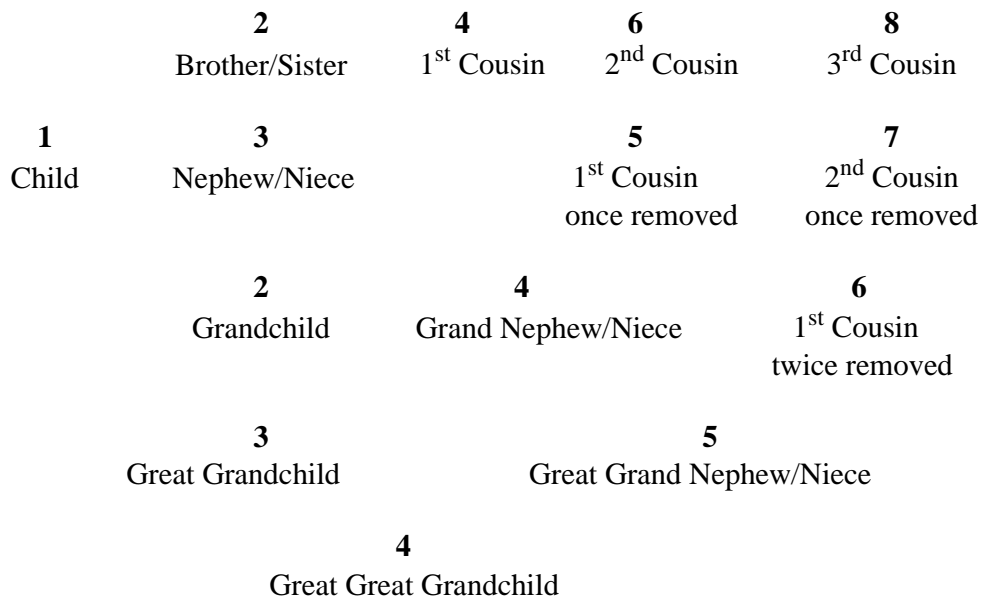 2 4 6 8
Brother/Sister 1st Cousin 2nd Cousin 3rd Cousin
1 3 5 7
Child Nephew/Niece 1st Cousin 2nd Cousin
once removed once removed
2 4 6
Grandchild Grand Nephew/Niece 1st Cousin
twice removed
3 5
Great Grandchild Great Grand Nephew/Niece
4
Great Great Grandchild